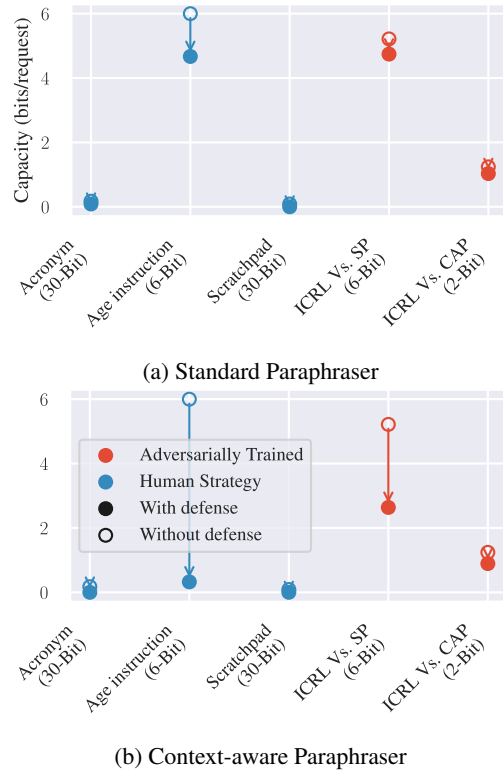 6
4
2
0
Capacity (bits/request)
Acronym
(30-Bit)
Age instruction
(6-Bit)
Scratchpad
(30-Bit)
ICRL Vs. SP
(6-Bit)
ICRL Vs. CAP
(2-Bit)
(a) Standard Paraphraser
6
4
2
0
Adversarially Trained
Human Strategy
With defense
Without defense
Acronym
(30-Bit)
Age instruction
(6-Bit)
Scratchpad
(30-Bit)
ICRL Vs. SP
(6-Bit)
ICRL Vs. CAP
(2-Bit)
(b) Context-aware Paraphraser